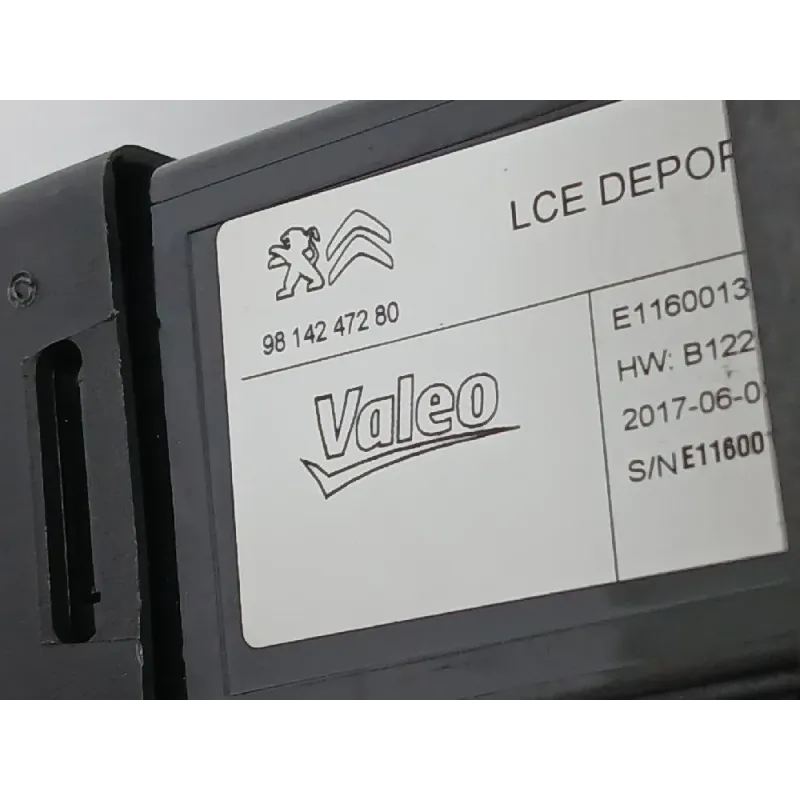 LCE DEPOR
98 142 472 80
Valeo
E1160013
HW: B122
2017-06-0
S/N E11600